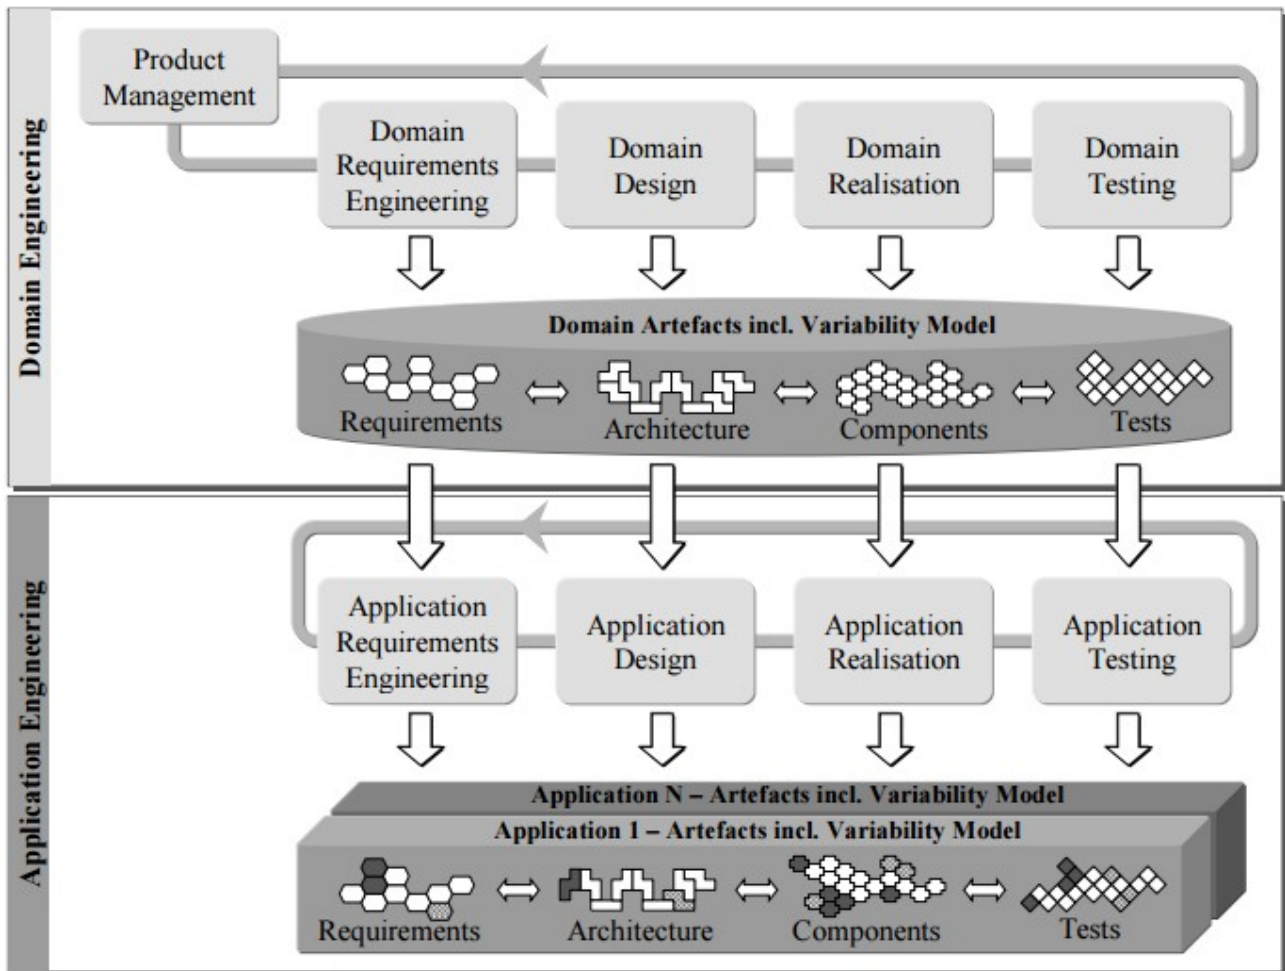 Domain Engineering
Product
Management
Domain
Requirements
Engineering
Domain
Design
Domain
Realisation
Domain
Testing
Domain Artefacts incl. Variability Model
Requirements
Architecture
Components
Tests
Application Engineering
Application
Requirements
Engineering
Application
Design
Application
Realisation
Application
Testing
Application N – Artefacts incl. Variability Model
Application 1 – Artefacts incl. Variability Model
Requirements
Architecture
Components
Tests